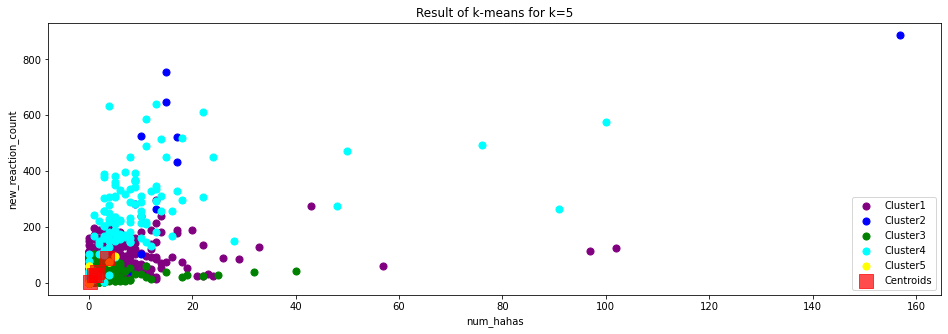 Result of k-means for k=5
new_reaction_count
800
600
400
200
0
0
20
40
60
80
100
120
140
160
num_hahas
Cluster1
Cluster2
Cluster3
Cluster4
Cluster5
Centroids